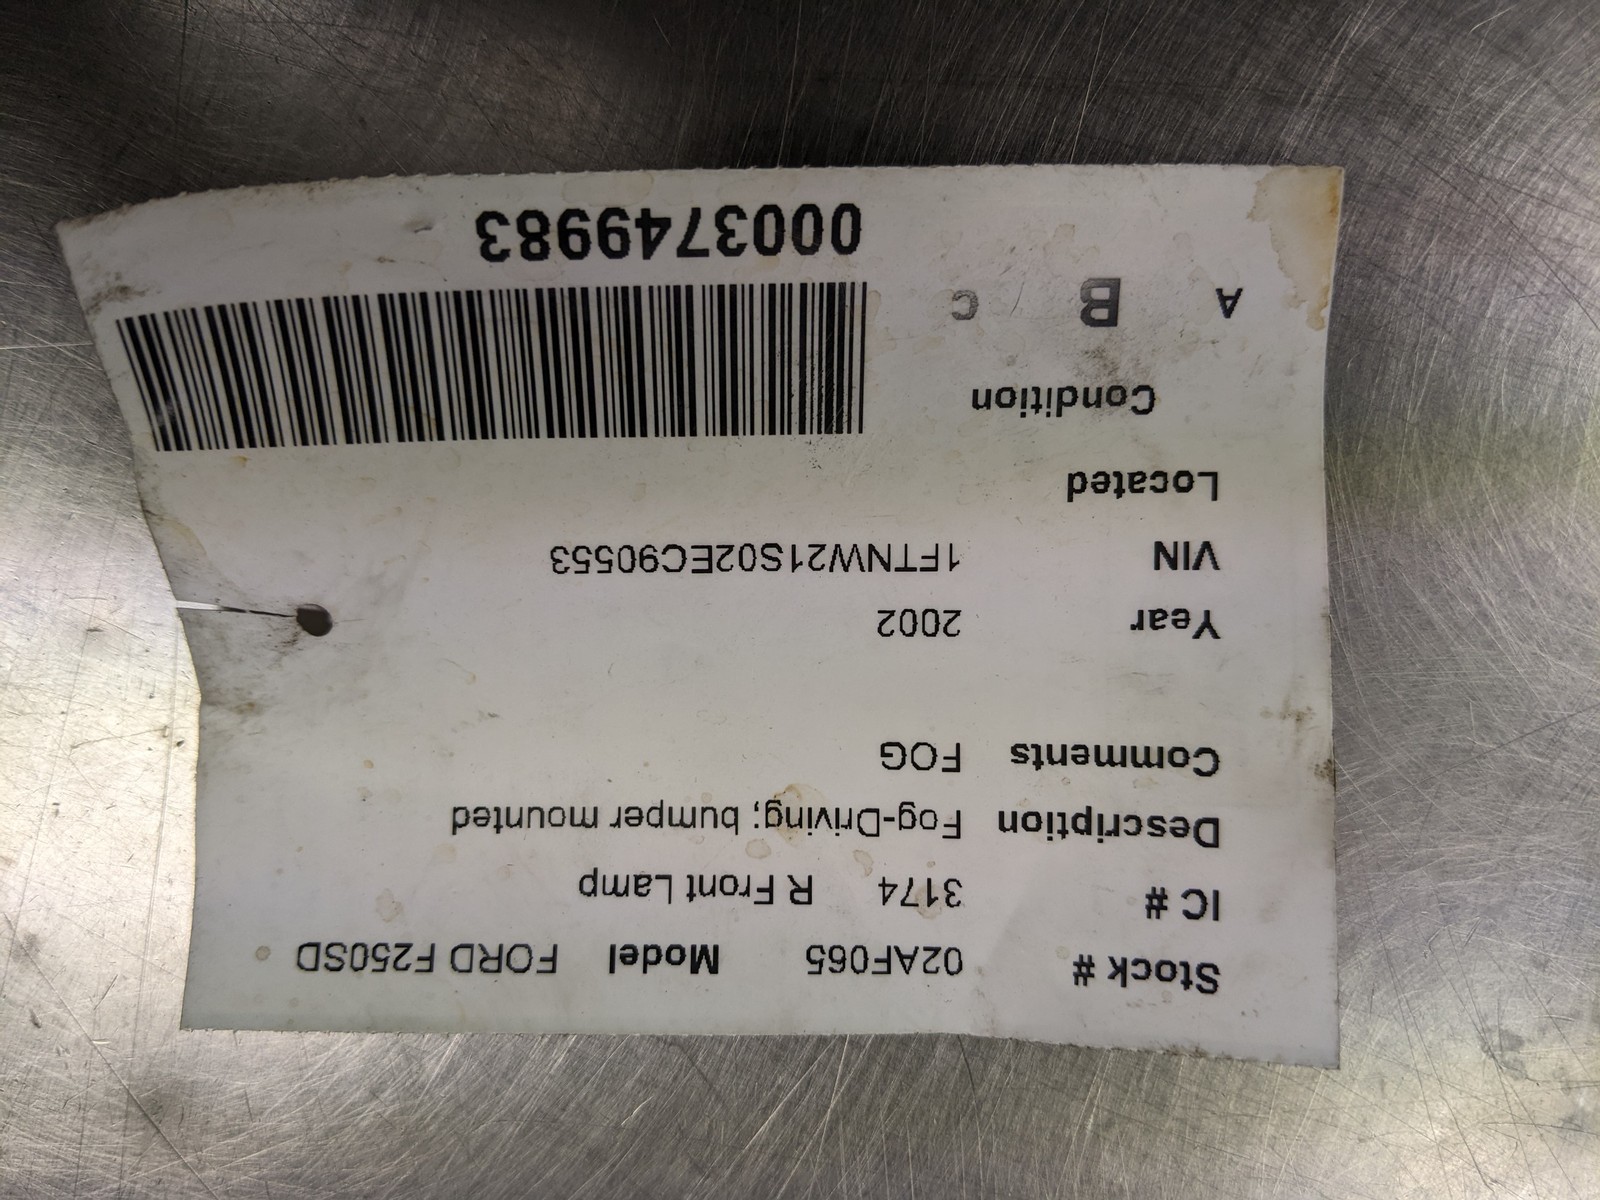 Stock # 02AF065 Model FORD F250SD
IC # 3174 R Front Lamp
Description Fog-Driving; bumper mounted
Comments FOG
Year 2002
VIN 1FTNW21S02EC90553
Located
Condition
A B C
0003749983